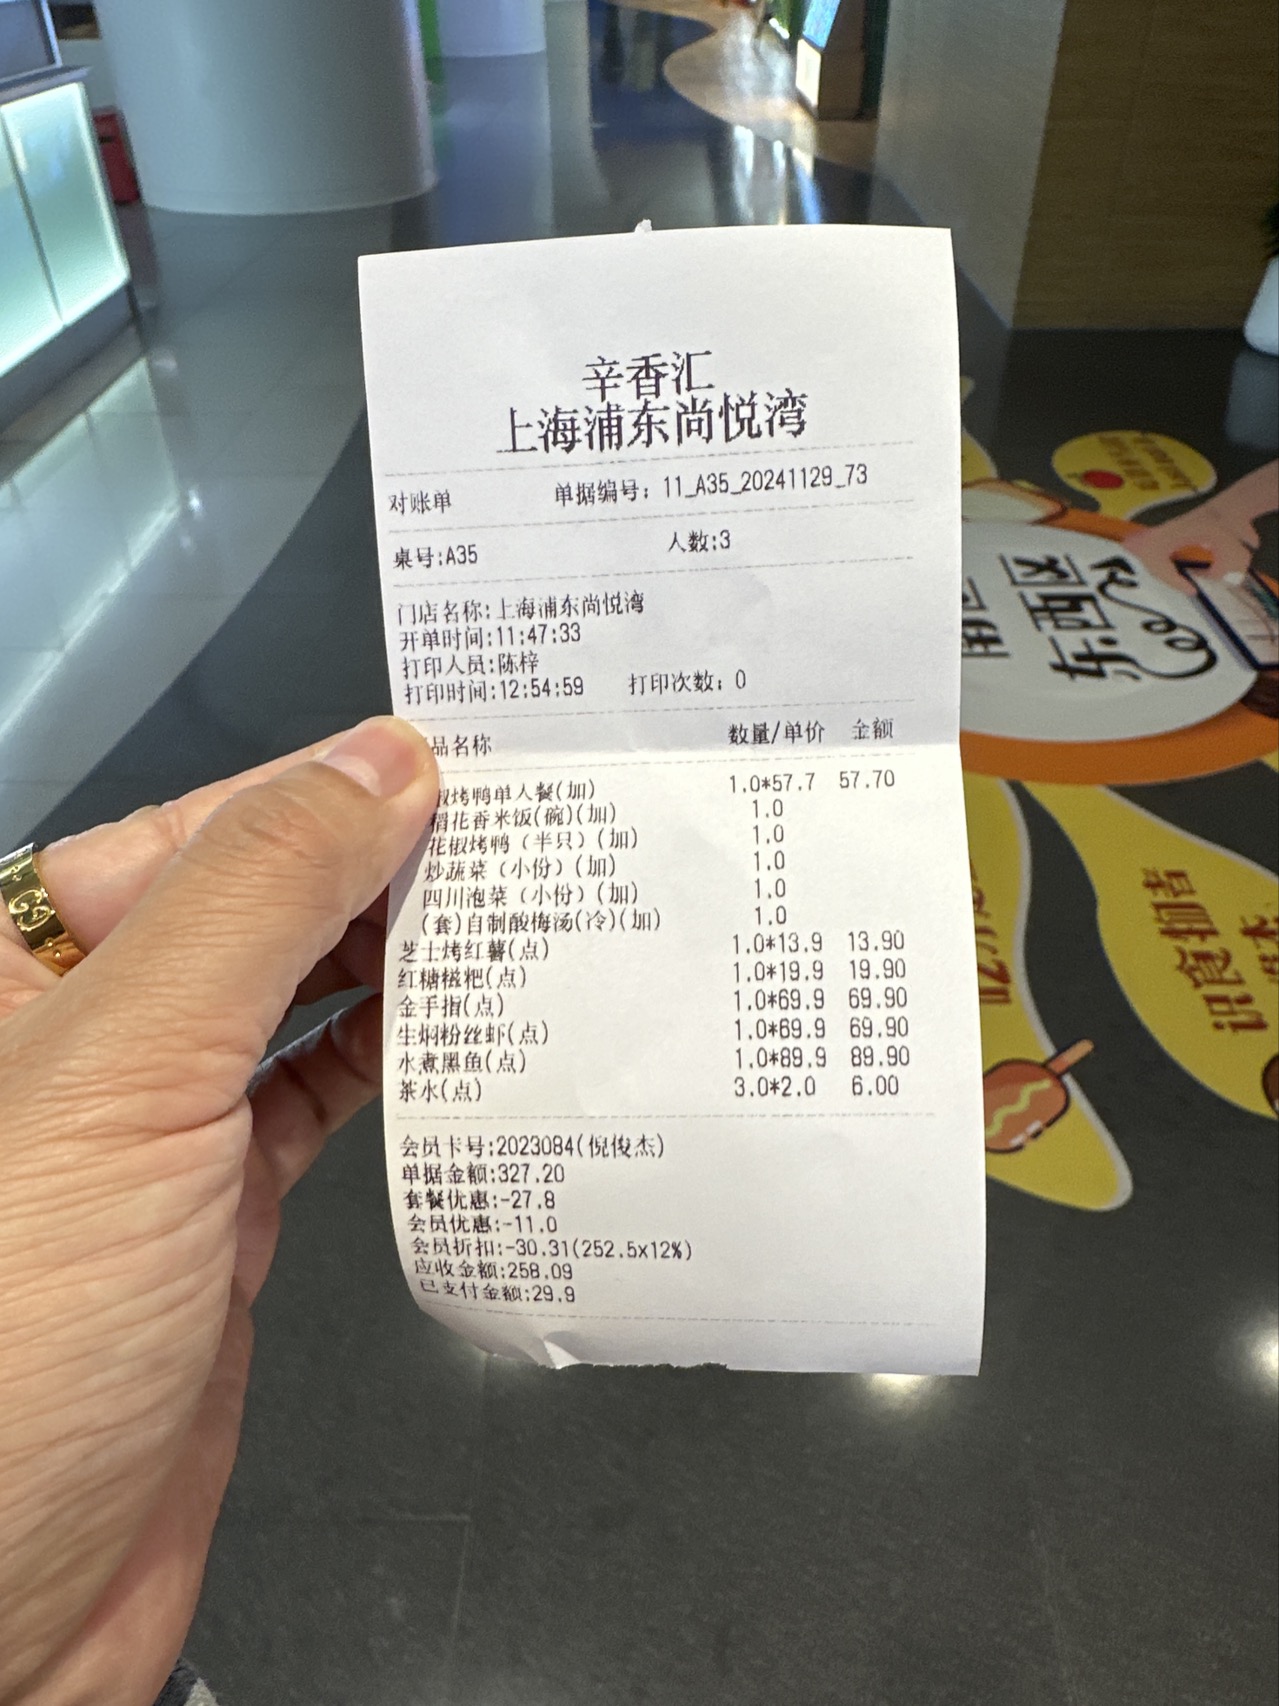 辛香汇
上海浦东尚悦湾
对账单 单据编号: 11_A35_20241129_73
桌号:A35 人数:3
门店名称:上海浦东尚悦湾
开单时间:11:47:33
打印人员:陈梓
打印时间:12:54:59 打印次数: 0
品名称 数量/单价 金额
椒烤鸭单人餐(加) 1.0*57.7 57.70
稻花香米饭(碗)(加) 1.0
花椒烤鸭(半只)(加) 1.0
炒蔬菜(小份)(加) 1.0
四川泡菜(小份)(加) 1.0
(套)自制酸梅汤(冷)(加) 1.0
芝士烤红薯(点) 1.0*13.9 13.90
红糖糍粑(点) 1.0*19.9 19.90
金手指(点) 1.0*69.9 69.90
生焖粉丝虾(点) 1.0*69.9 69.90
水煮黑鱼(点) 1.0*89.9 89.90
茶水(点) 3.0*2.0 6.00
会员卡号:2023084(倪俊杰)
单据金额:327.20
套餐优惠:-27.8
会员优惠:-11.0
会员折扣:-30.31(252.5x12%)
应收金额:258.09
已支付金额:29.9
东西区
识食物者